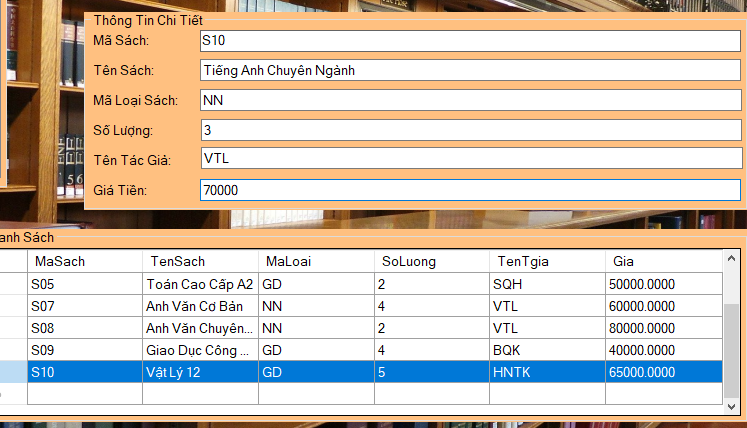 Thông Tin Chi Tiết
Mã Sách: S10
Tên Sách: Tiếng Anh Chuyên Ngành
Mã Loại Sách: NN
Số Lượng: 3
Tên Tác Giả: VTL
Giá Tiền: 70000
anh Sách
MaSach TenSach MaLoai SoLuong TenTgia Gia
S05 Toán Cao Cấp A2 GD 2 SQH 50000.0000
S07 Anh Văn Cơ Bản NN 4 VTL 60000.0000
S08 Anh Văn Chuyên... NN 2 VTL 80000.0000
S09 Giao Dục Công ... GD 4 BQK 40000.0000
S10 Vật Lý 12 GD 5 HNTK 65000.0000